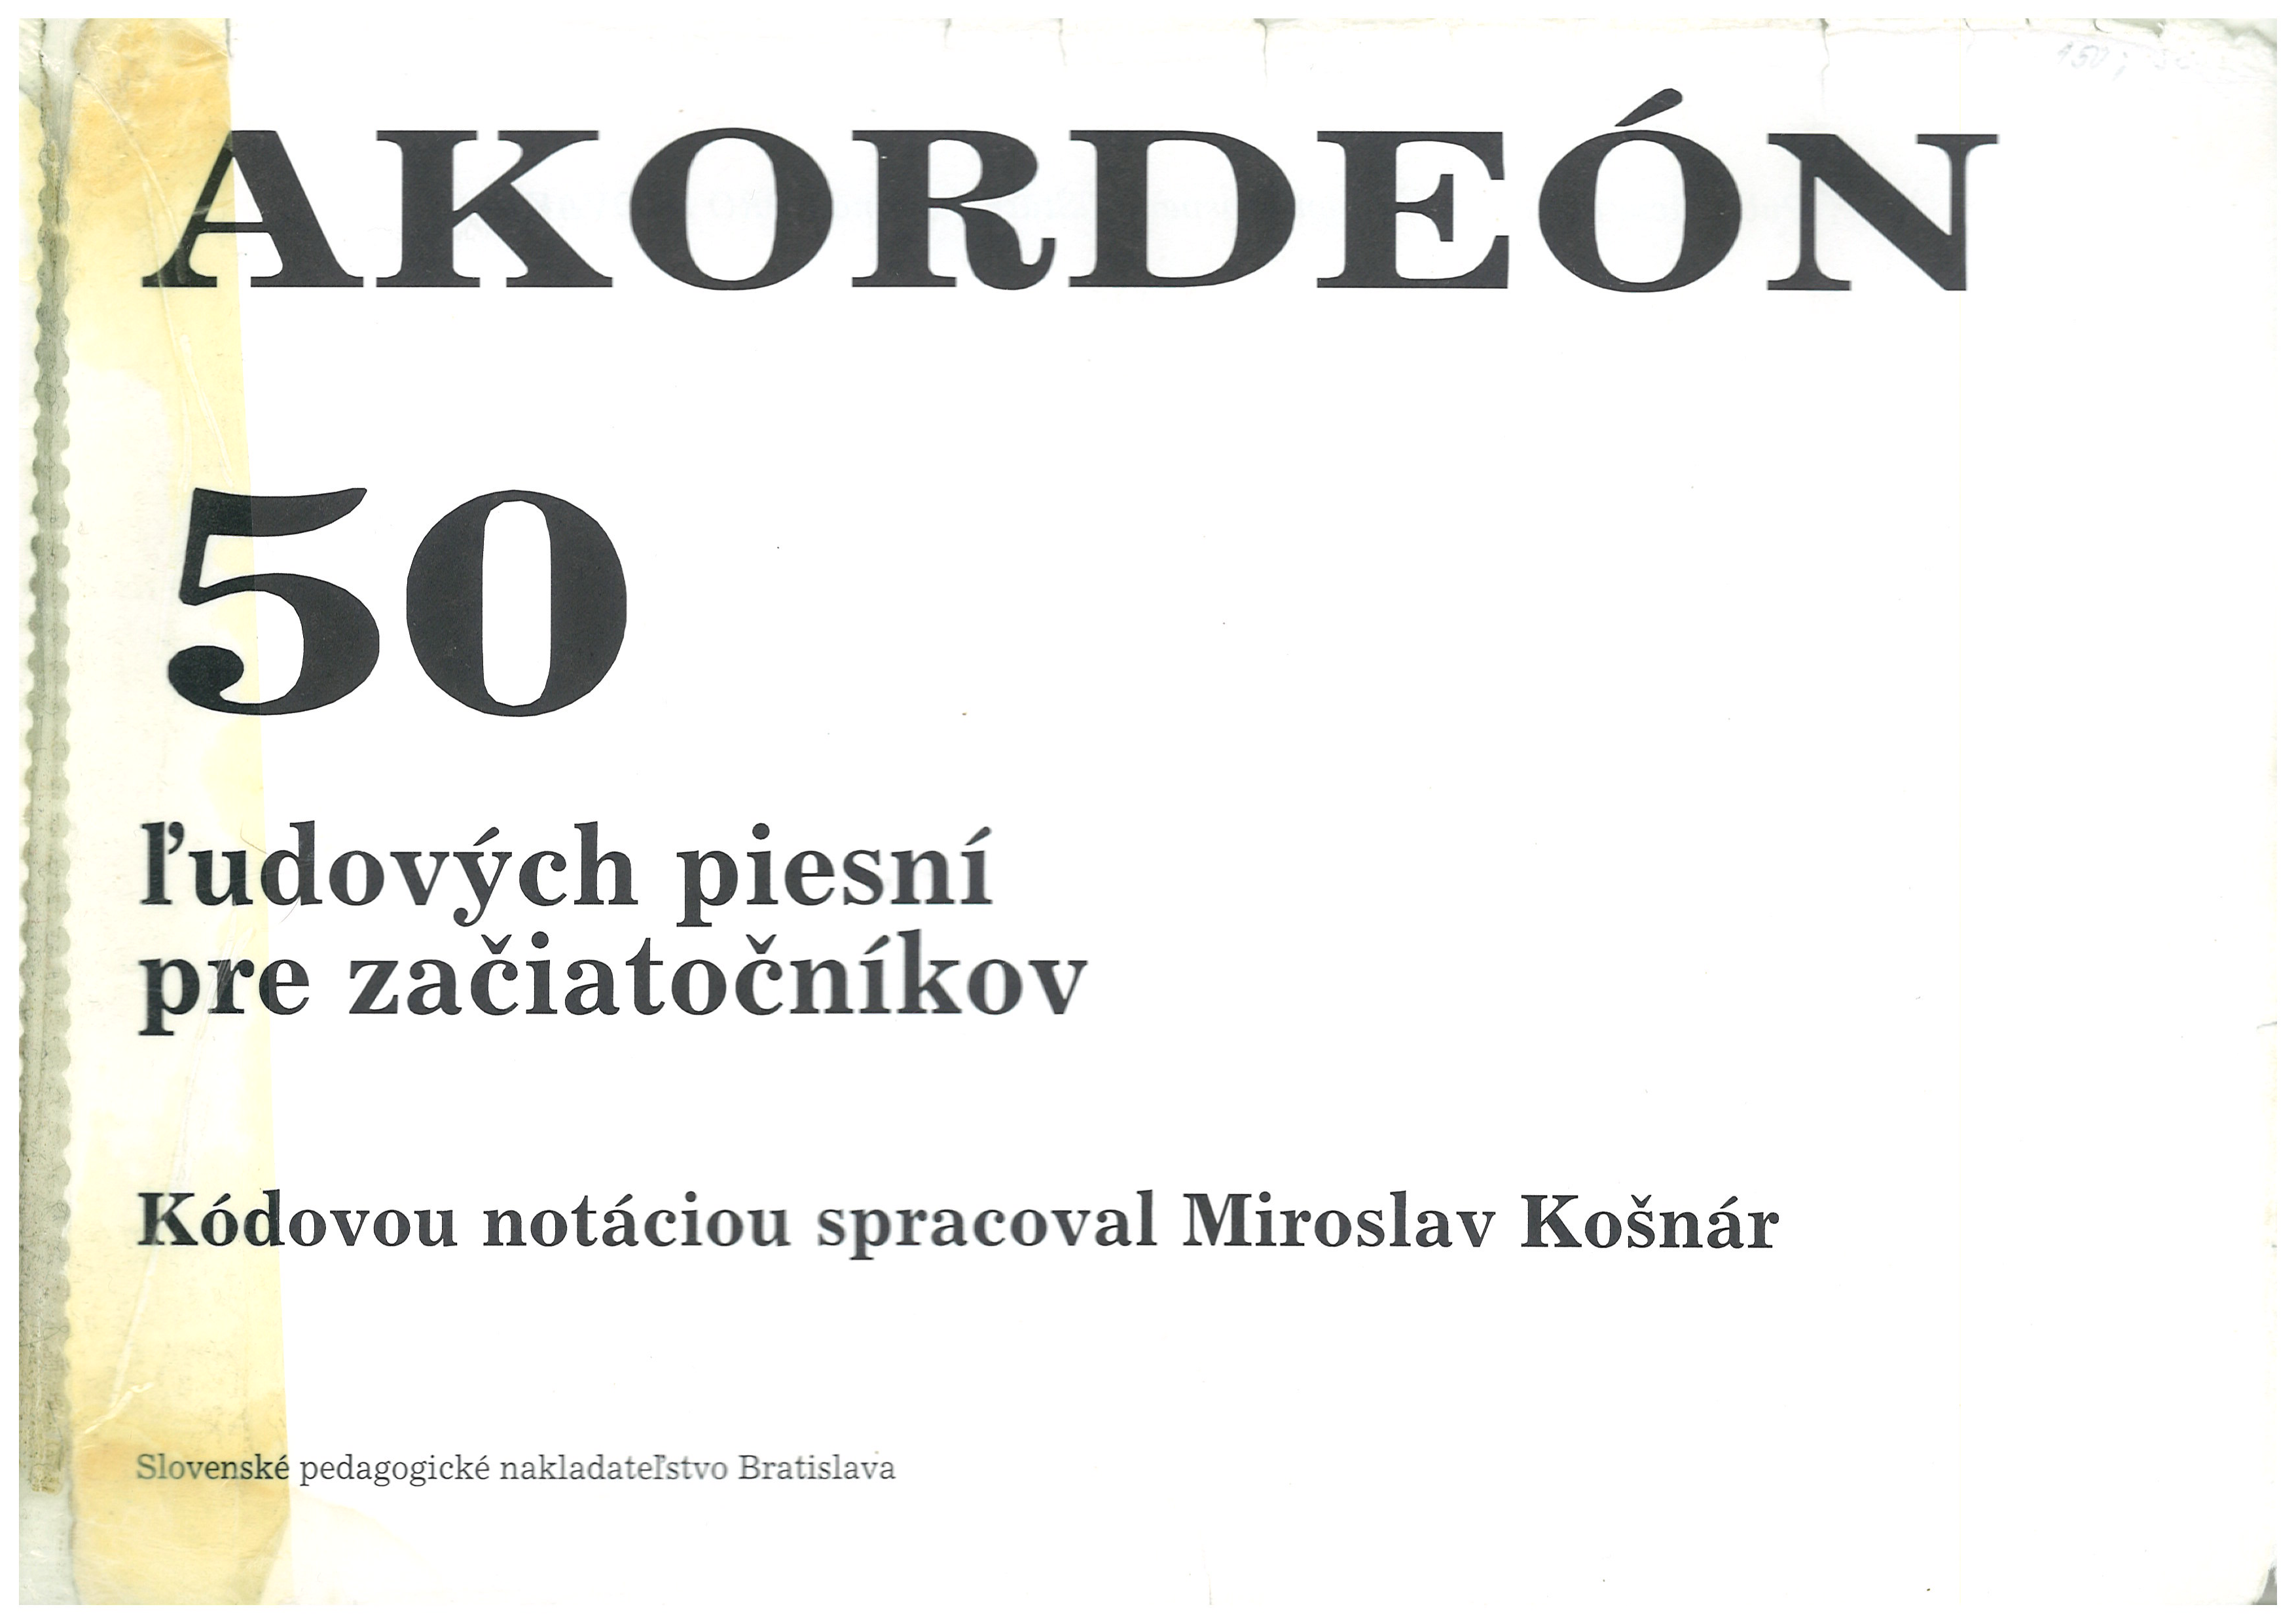 AKORDEÓN
50
ľudových piesní
pre začiatočníkov
Kódovou notáciou spracoval Miroslav Košnár
Slovenské pedagogické nakladateľstvo Bratislava